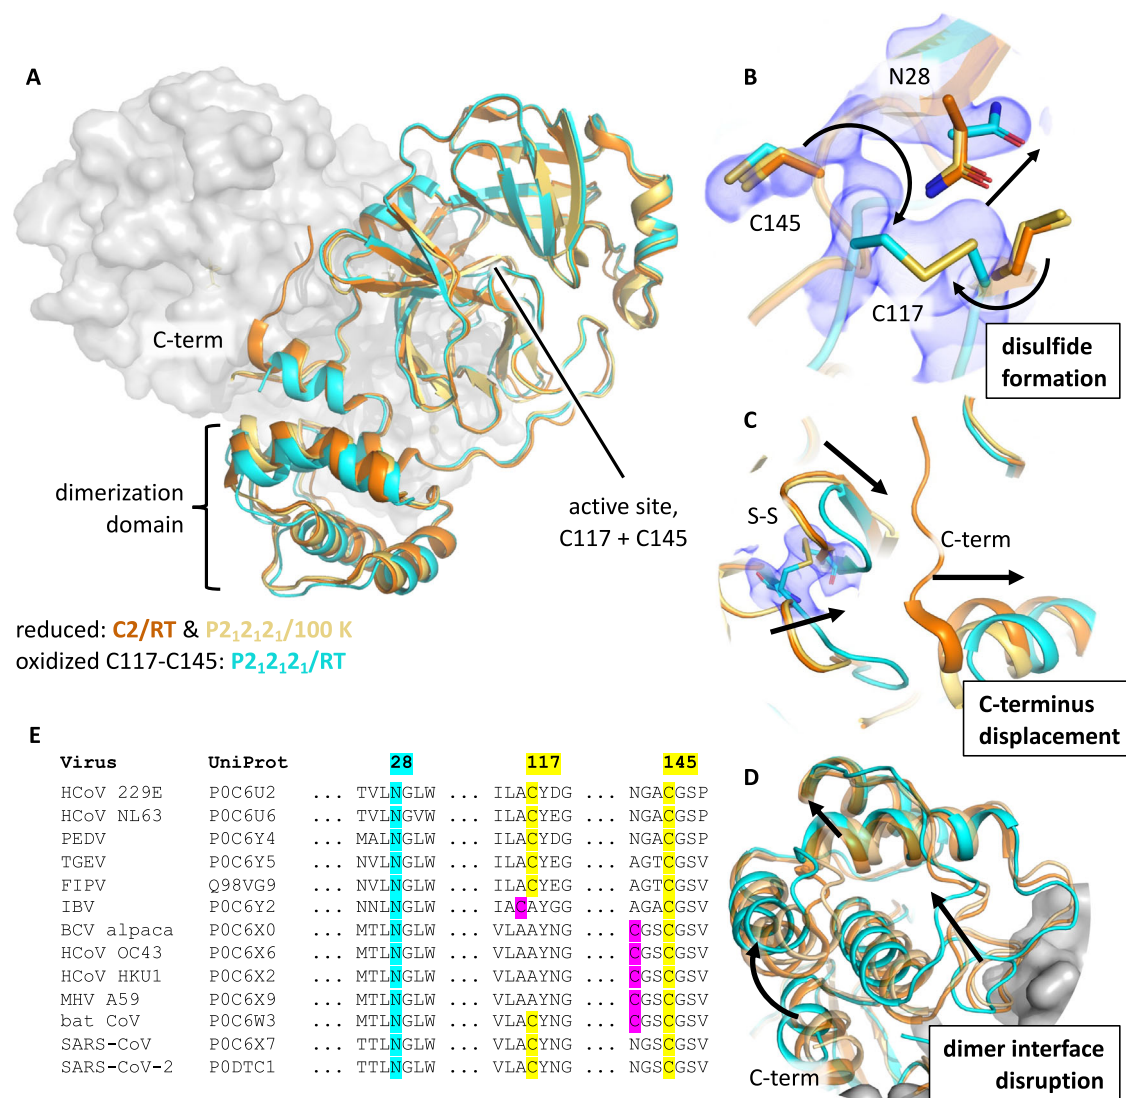 A
C-term
dimerization
domain
active site,
C117 + C145
reduced: C2/RT & P2₁2₁2₁/100 K
oxidized C117-C145: P2₁2₁2₁/RT
B
N28
C145
C117
disulfide
formation
C
S-S
C-term
C-terminus
displacement
D
C-term
dimer interface
disruption
E
Virus UniProt 28 117 145
HCoV 229E P0C6U2 ... TVLNGLW ... ILACYDG ... NGACGSP
HCoV NL63 P0C6U6 ... TVLNGVW ... ILACYEG ... NGACGSP
PEDV P0C6Y4 ... MALNGLW ... ILACYDG ... NGACGSP
TGEV P0C6Y5 ... NVLNGLW ... ILACYEG ... AGTCGSV
FIPV Q98VG9 ... NVLNGLW ... ILACYEG ... AGTCGSV
IBV P0C6Y2 ... NNLNGLW ... IACAYGG ... AGACGSV
BCV alpaca P0C6X0 ... MTLNGLW ... VLAAYNG ... CGSCGSV
HCoV OC43 P0C6X6 ... MTLNGLW ... VLAAYNG ... CGSCGSV
HCoV HKU1 P0C6X2 ... MTLNGLW ... VLAAYNG ... CGSCGSV
MHV A59 P0C6X9 ... MTLNGLW ... VLAAYNG ... CGSCGSV
bat CoV P0C6W3 ... MTLNGLW ... VLACYNG ... CGSCGSV
SARS-CoV P0C6X7 ... TTLNGLW ... VLACYNG ... NGSCGSV
SARS-CoV-2 P0DTC1 ... TTLNGLW ... VLACYNG ... NGSCGSV